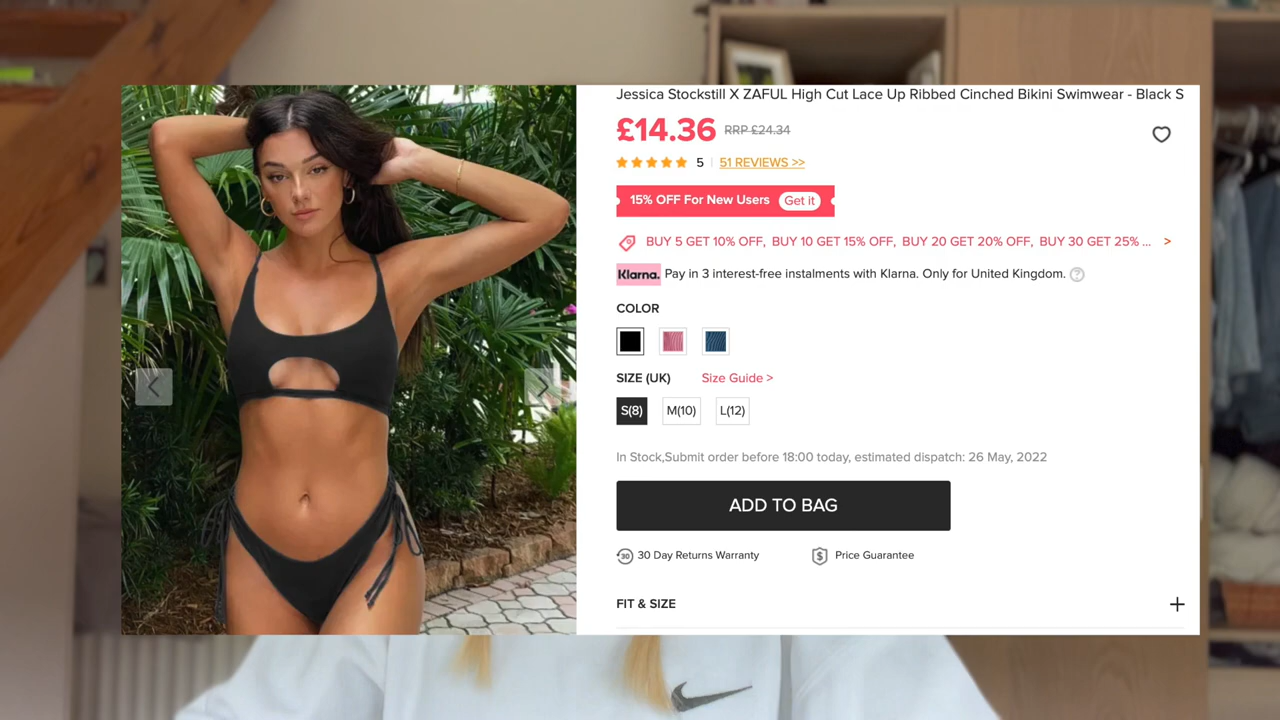 Jessica Stockstill X ZAFUL High Cut Lace Up Ribbed Cinched Bikini Swimwear - Black S
£14.36 RRP £24.34
5 | 51 REVIEWS >>
15% OFF For New Users Get it
BUY 5 GET 10% OFF, BUY 10 GET 15% OFF, BUY 20 GET 20% OFF, BUY 30 GET 25% ... >
Klarna. Pay in 3 interest-free instalments with Klarna. Only for United Kingdom. ?
COLOR
SIZE (UK) Size Guide >
S(8) M(10) L(12)
In Stock,Submit order before 18:00 today, estimated dispatch: 26 May, 2022
ADD TO BAG
30 30 Day Returns Warranty $ Price Guarantee
FIT & SIZE +